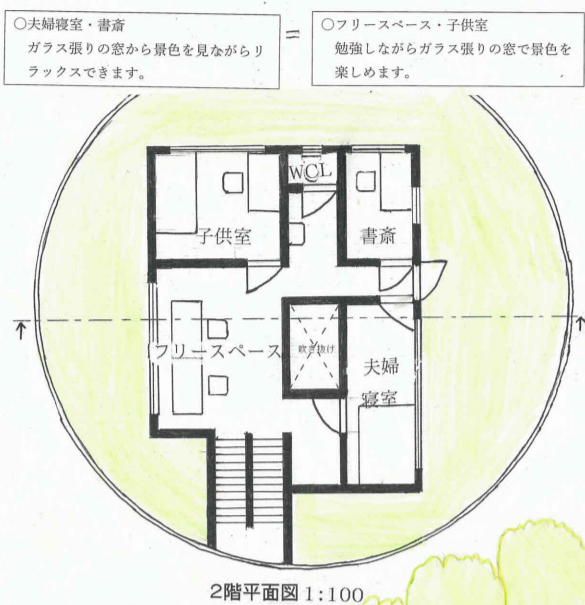 ○夫婦寝室・書斎
ガラス張りの窓から景色を見ながらリ
ラックスできます。
○フリースペース・子供室
勉強しながらガラス張りの窓で景色を
楽しめます。
WCL
子供室
書斎
フリースペース
吹き抜け
夫婦
寝室
2階平面図 1:100